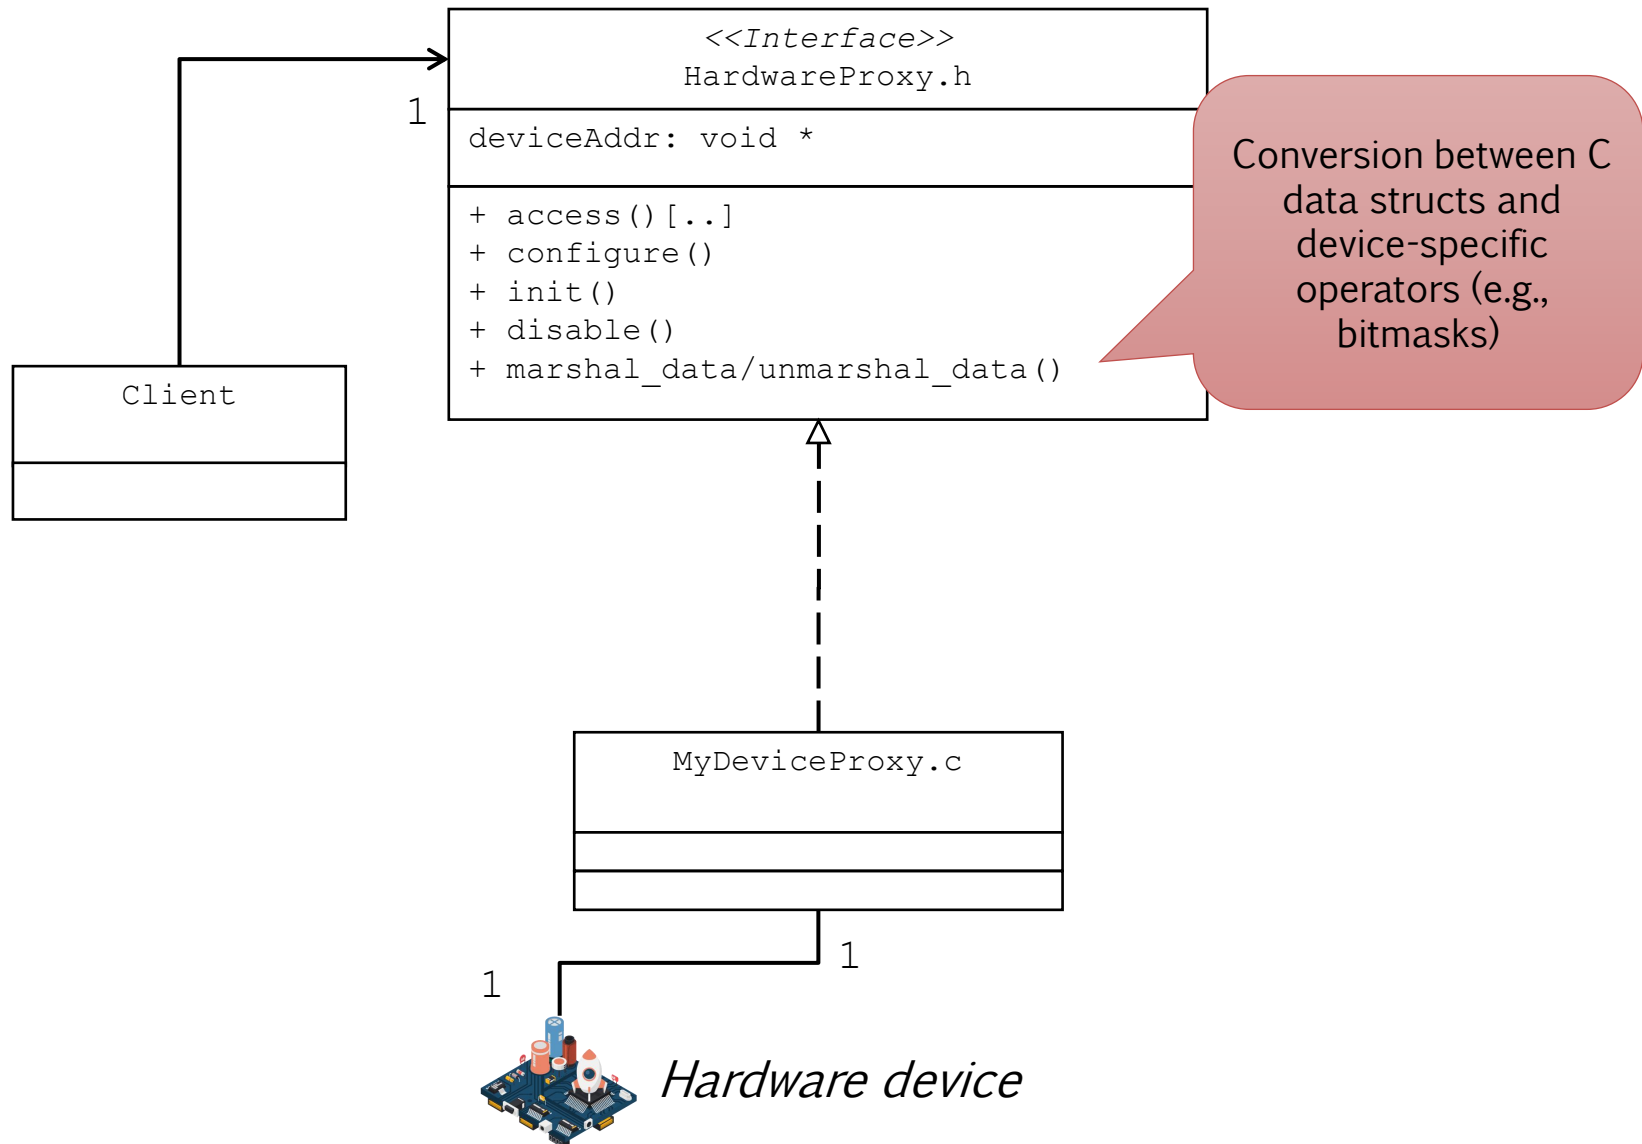 <<Interface>>
HardwareProxy.h
1
deviceAddr: void *
+ access()[..]
+ configure()
+ init()
+ disable()
+ marshal_data/unmarshal_data()
Conversion between C
data structs and
device-specific
operators (e.g.,
bitmasks)
Client
MyDeviceProxy.c
1
1
Hardware device